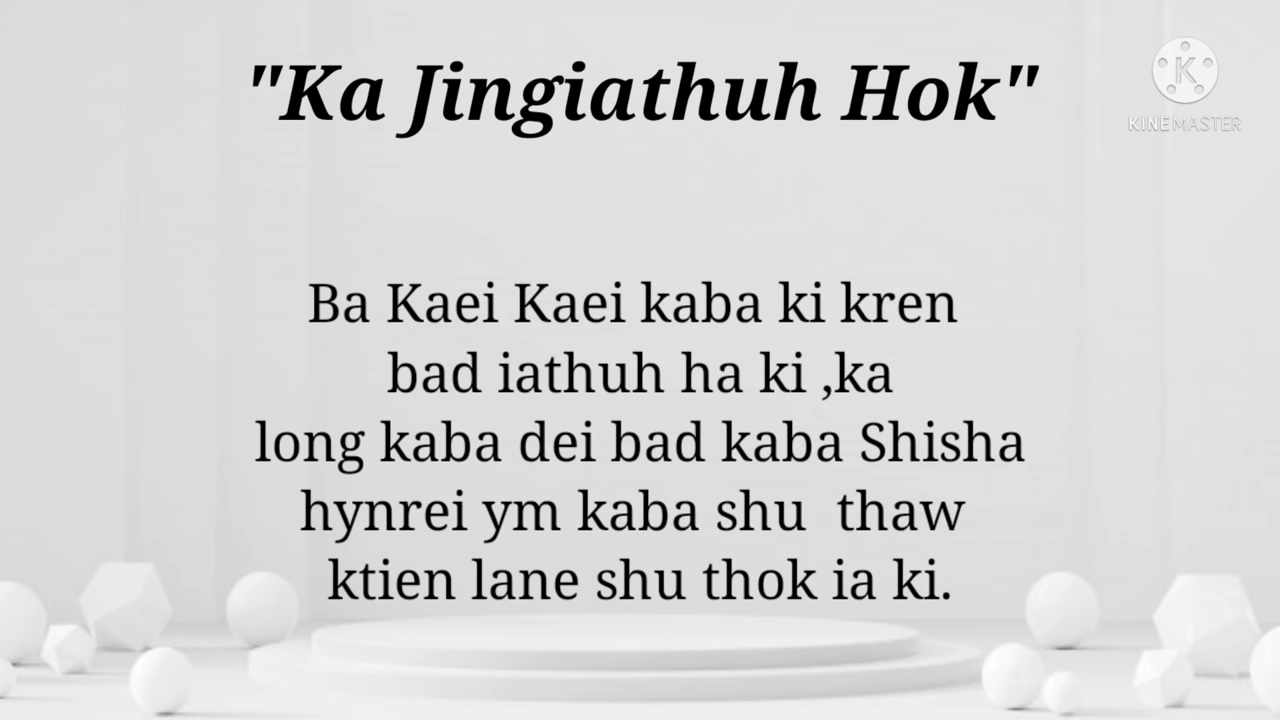 "Ka Jingiathuh Hok"
KINEMASTER
Ba Kaei Kaei kaba ki kren
bad iathuh ha ki ,ka
long kaba dei bad kaba Shisha
hynrei ym kaba shu  thaw
ktien lane shu thok ia ki.